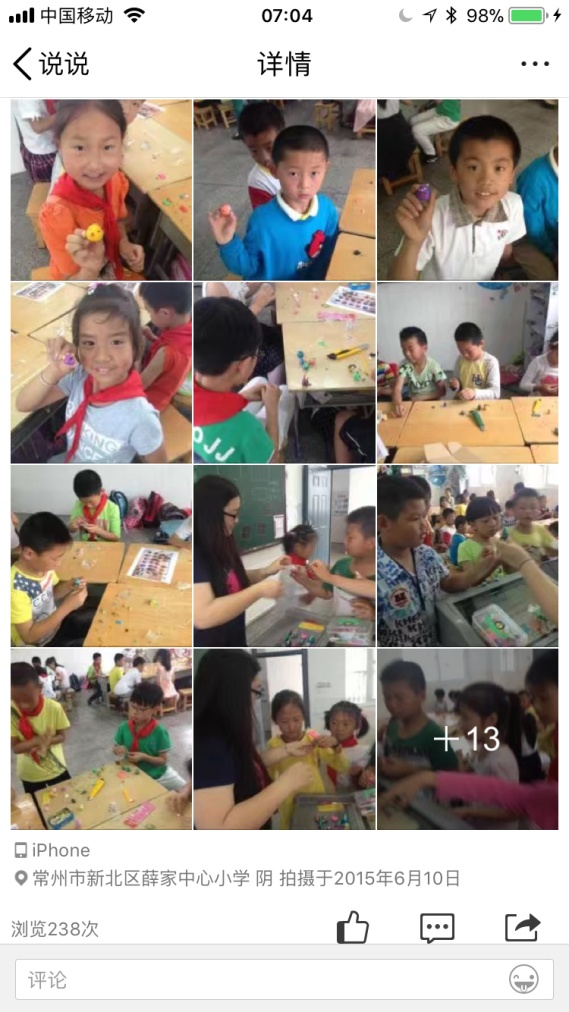 中国移动 07:04 98%
说说 详情
JJ
+13
iPhone
常州市新北区薛家中心小学 阴 拍摄于2015年6月10日
浏览238次
评论